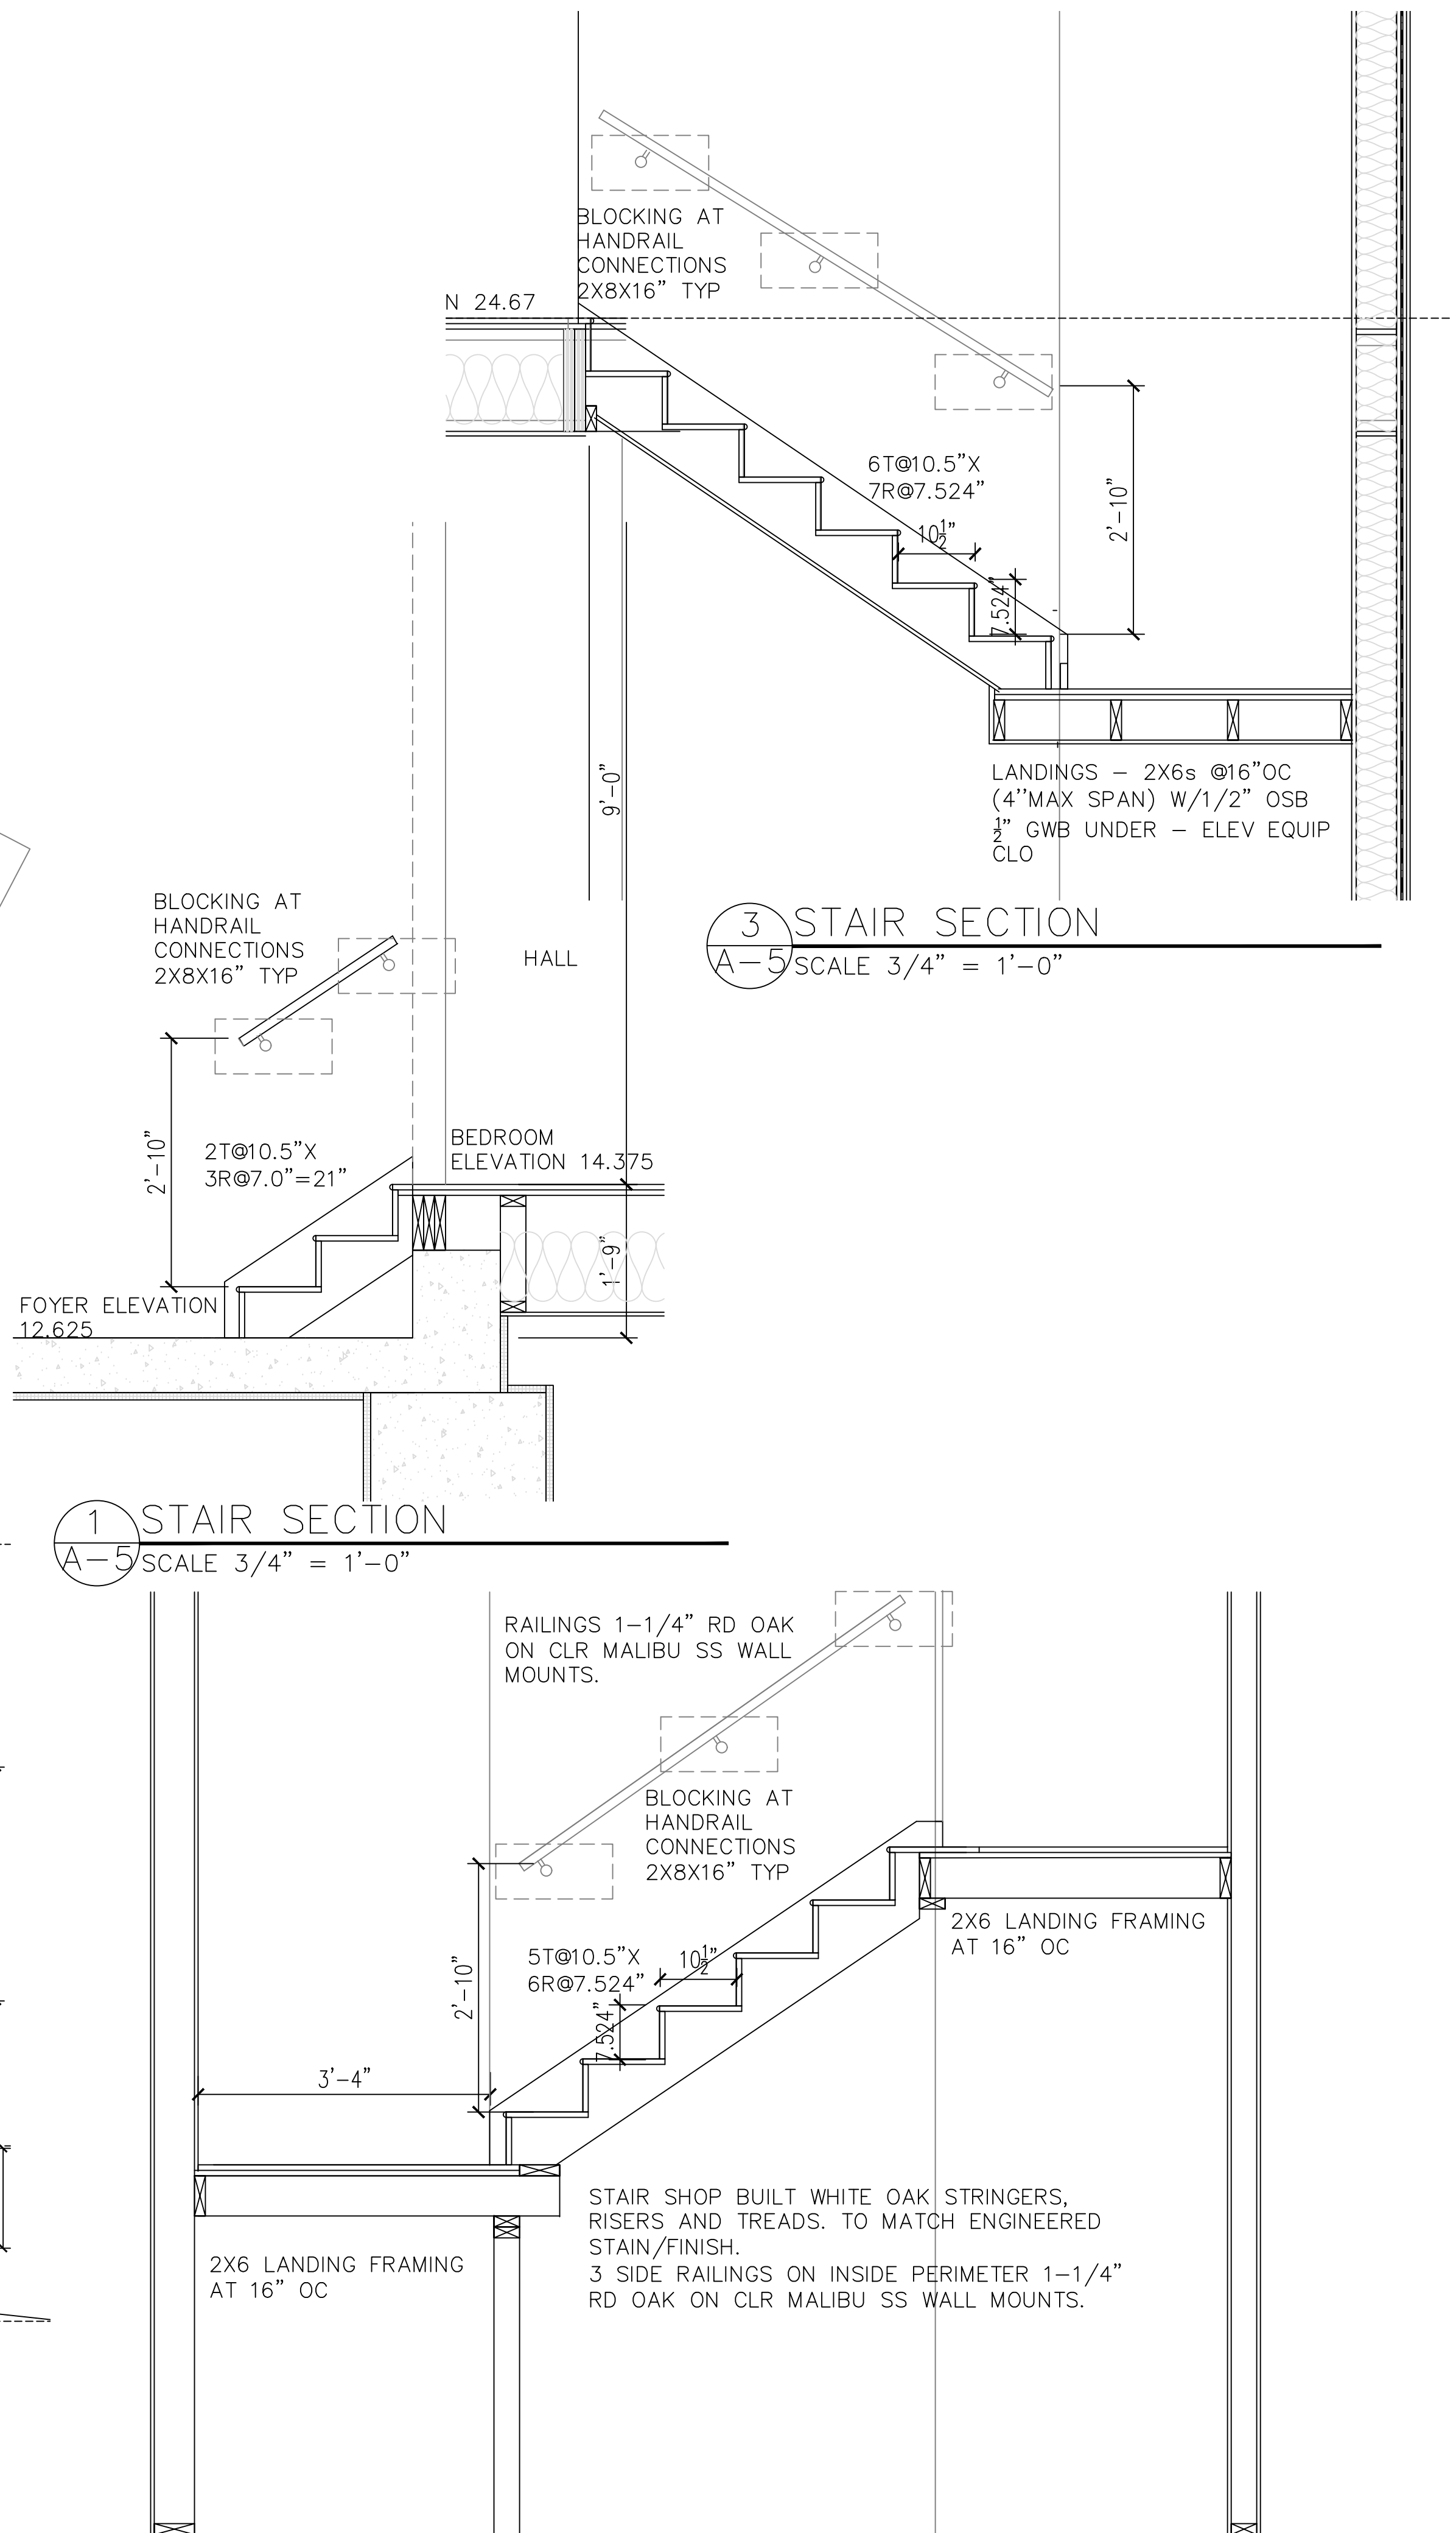 BLOCKING AT
HANDRAIL
CONNECTIONS
2X8X16” TYP
N 24.67
6T@10.5”X
7R@7.524”
10½”
7.524”
2’-10”
9’-0”
LANDINGS – 2X6s @16”OC
(4’’MAX SPAN) W/1/2” OSB
½” GWB UNDER – ELEV EQUIP
CLO
3
A-5
STAIR SECTION
SCALE 3/4” = 1’-0”
BLOCKING AT
HANDRAIL
CONNECTIONS
2X8X16” TYP
HALL
2’-10”
2T@10.5”X
3R@7.0”=21”
BEDROOM
ELEVATION 14.375
1’-9”
FOYER ELEVATION
12.625
1
A-5
STAIR SECTION
SCALE 3/4” = 1’-0”
RAILINGS 1-1/4” RD OAK
ON CLR MALIBU SS WALL
MOUNTS.
BLOCKING AT
HANDRAIL
CONNECTIONS
2X8X16” TYP
2X6 LANDING FRAMING
AT 16” OC
5T@10.5”X
6R@7.524”
10½”
7.524”
2’-10”
3’-4”
STAIR SHOP BUILT WHITE OAK STRINGERS,
RISERS AND TREADS. TO MATCH ENGINEERED
STAIN/FINISH.
3 SIDE RAILINGS ON INSIDE PERIMETER 1-1/4”
RD OAK ON CLR MALIBU SS WALL MOUNTS.
2X6 LANDING FRAMING
AT 16” OC